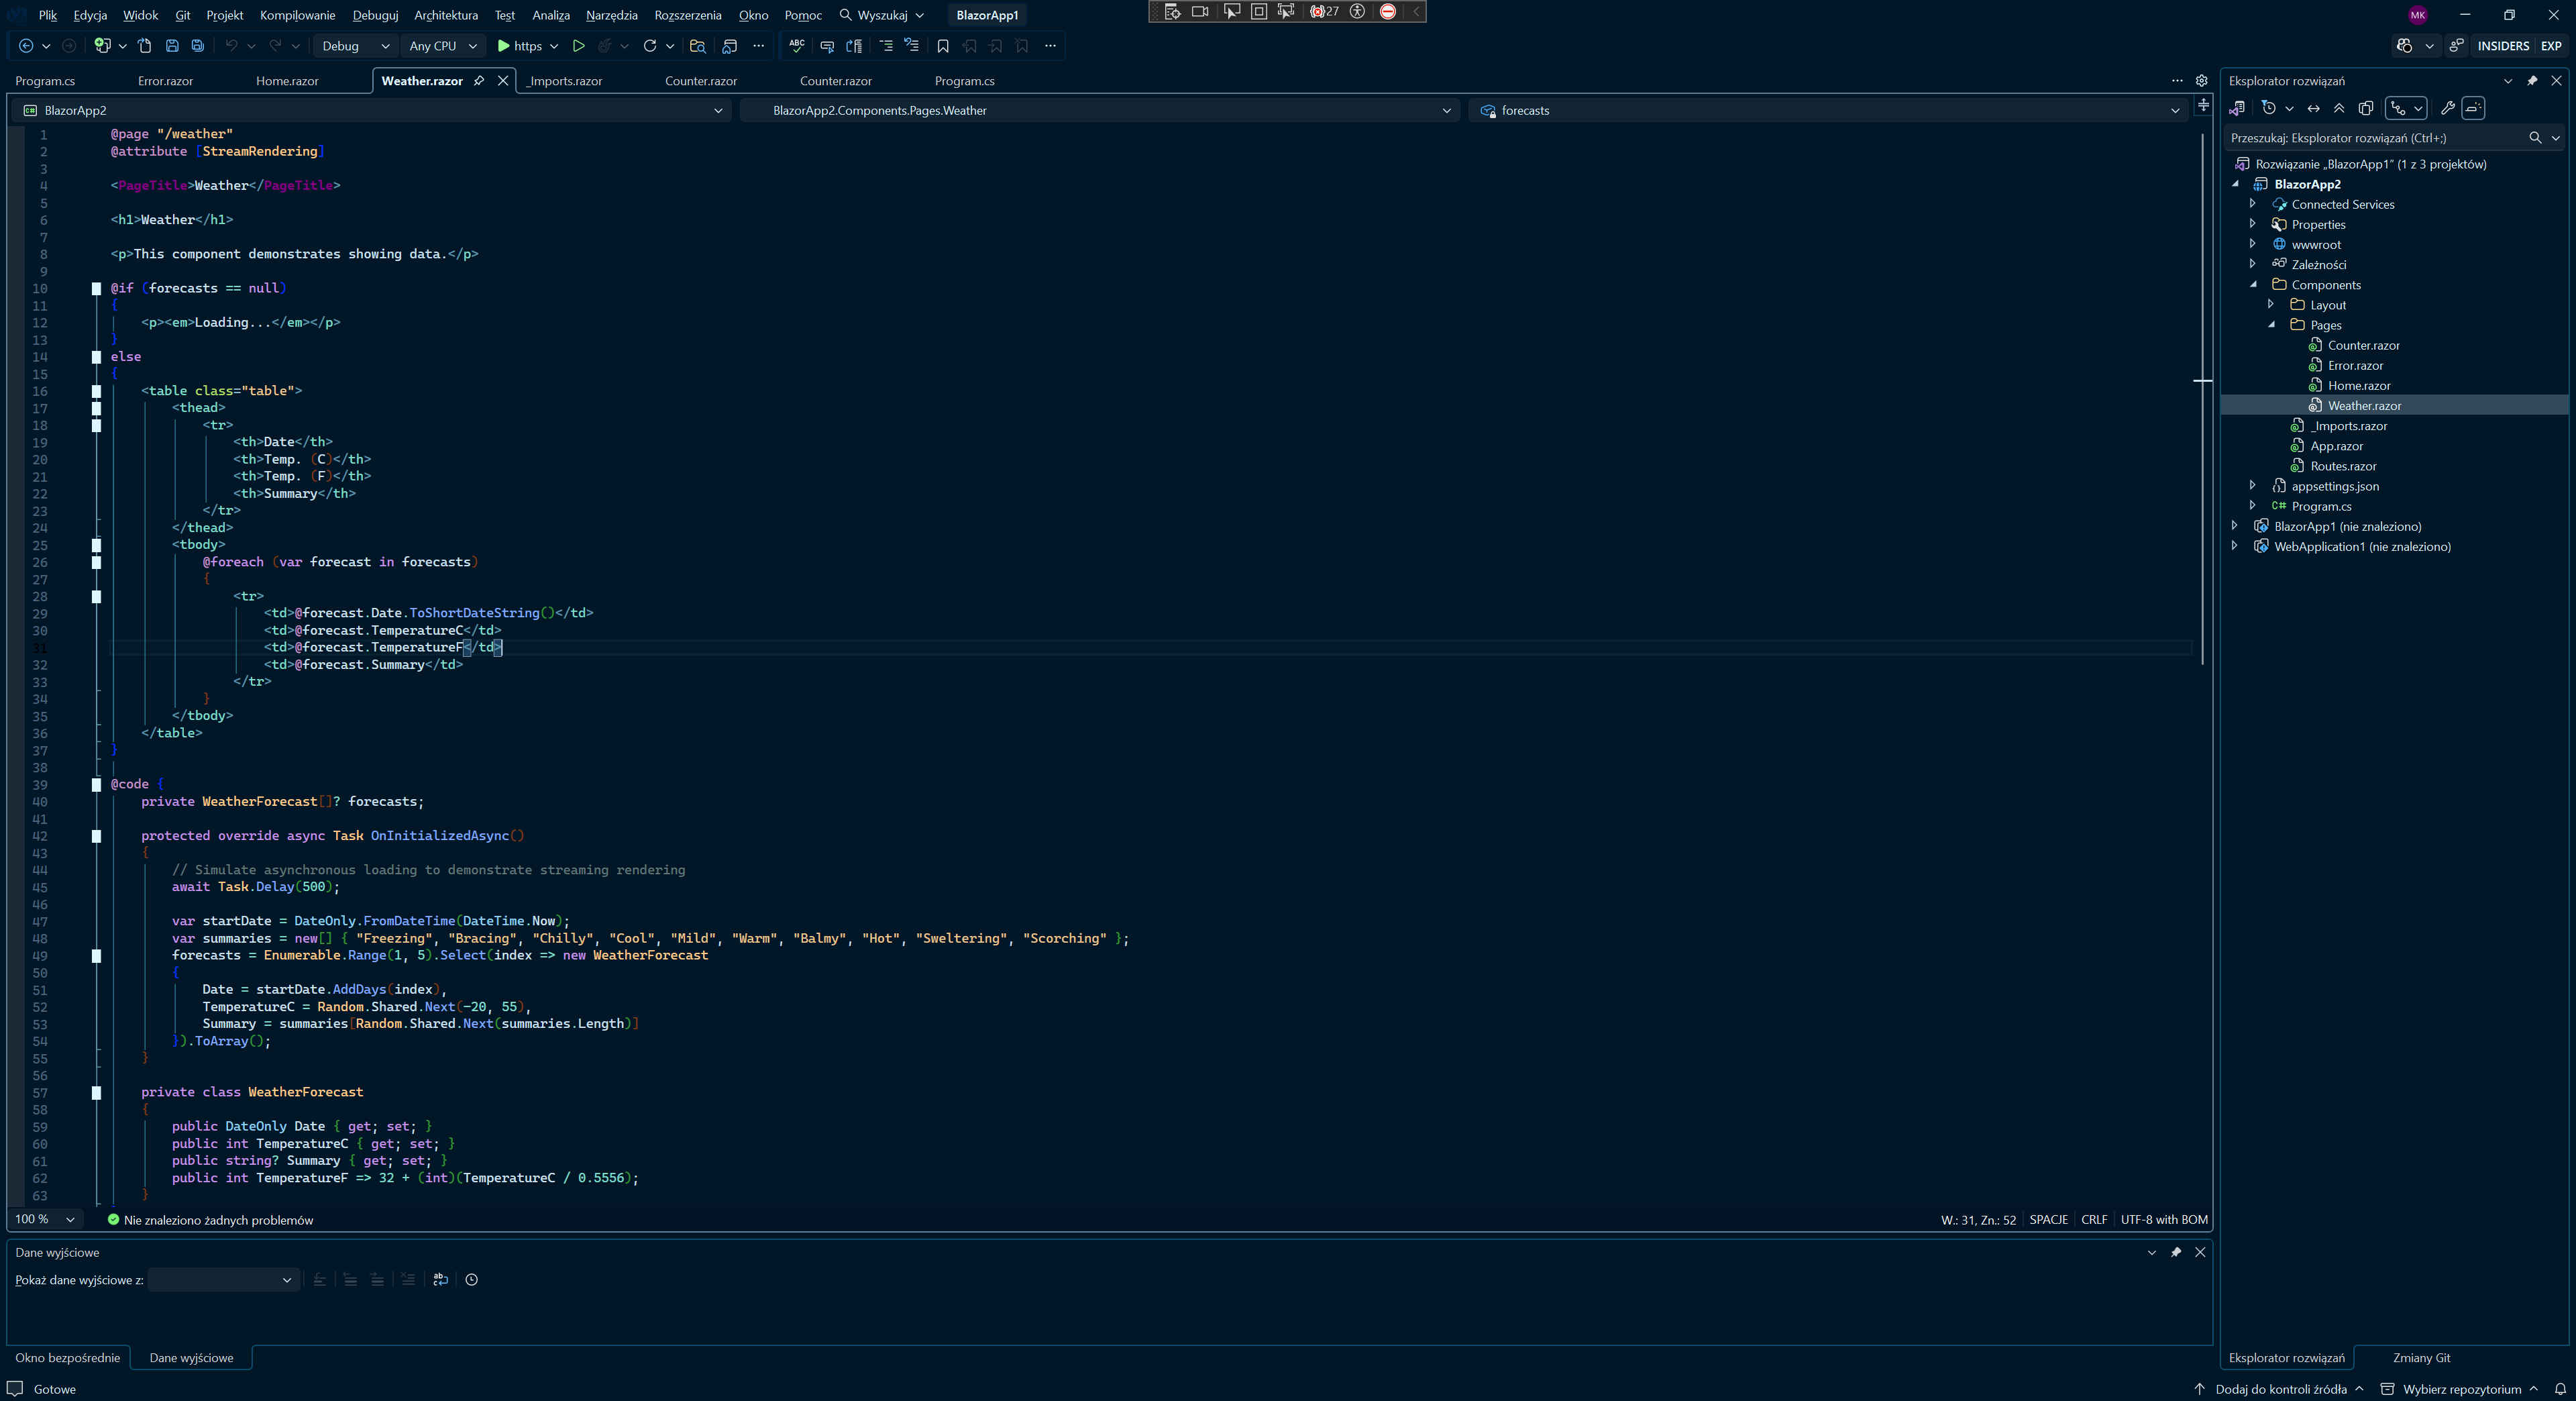 Plik Edycja Widok Git Projekt Kompilowanie Debuguj Architektura Test Analiza Narzędzia Rozszerzenia Okno Pomoc Wyszukaj BlazorApp1 27 MK
Debug Any CPU https ABC INSIDERS EXP
Program.cs Error.razor Home.razor Weather.razor _Imports.razor Counter.razor Counter.razor Program.cs
BlazorApp2 BlazorApp2.Components.Pages.Weather forecasts
1 @page "/weather"
2 @attribute [StreamRendering]
3
4 <PageTitle>Weather</PageTitle>
5
6 <h1>Weather</h1>
7
8 <p>This component demonstrates showing data.</p>
9
10 @if (forecasts == null)
11 {
12 <p><em>Loading...</em></p>
13 }
14 else
15 {
16 <table class="table">
17 <thead>
18 <tr>
19 <th>Date</th>
20 <th>Temp. (C)</th>
21 <th>Temp. (F)</th>
22 <th>Summary</th>
23 </tr>
24 </thead>
25 <tbody>
26 @foreach (var forecast in forecasts)
27 {
28 <tr>
29 <td>@forecast.Date.ToShortDateString()</td>
30 <td>@forecast.TemperatureC</td>
31 <td>@forecast.TemperatureF</td>
32 <td>@forecast.Summary</td>
33 </tr>
34 }
35 </tbody>
36 </table>
37 }
38
39 @code {
40 private WeatherForecast[]? forecasts;
41
42 protected override async Task OnInitializedAsync()
43 {
44 // Simulate asynchronous loading to demonstrate streaming rendering
45 await Task.Delay(500);
46
47 var startDate = DateOnly.FromDateTime(DateTime.Now);
48 var summaries = new[] { "Freezing", "Bracing", "Chilly", "Cool", "Mild", "Warm", "Balmy", "Hot", "Sweltering", "Scorching" };
49 forecasts = Enumerable.Range(1, 5).Select(index => new WeatherForecast
50 {
51 Date = startDate.AddDays(index),
52 TemperatureC = Random.Shared.Next(-20, 55),
53 Summary = summaries[Random.Shared.Next(summaries.Length)]
54 }).ToArray();
55 }
56
57 private class WeatherForecast
58 {
59 public DateOnly Date { get; set; }
60 public int TemperatureC { get; set; }
61 public string? Summary { get; set; }
62 public int TemperatureF => 32 + (int)(TemperatureC / 0.5556);
63 }
100 % Nie znaleziono żadnych problemów W.: 31, Zn.: 52 SPACJE CRLF UTF-8 with BOM
Dane wyjściowe
Pokaż dane wyjściowe z:
Okno bezpośrednie Dane wyjściowe
Eksplorator rozwiązań
Przeszukaj: Eksplorator rozwiązań (Ctrl+;)
Rozwiązanie „BlazorApp1" (1 z 3 projektów)
BlazorApp2
Connected Services
Properties
wwwroot
Zależności
Components
Layout
Pages
Counter.razor
Error.razor
Home.razor
Weather.razor
_Imports.razor
App.razor
Routes.razor
appsettings.json
C# Program.cs
BlazorApp1 (nie znaleziono)
WebApplication1 (nie znaleziono)
Eksplorator rozwiązań Zmiany Git
Gotowe Dodaj do kontroli źródła Wybierz repozytorium